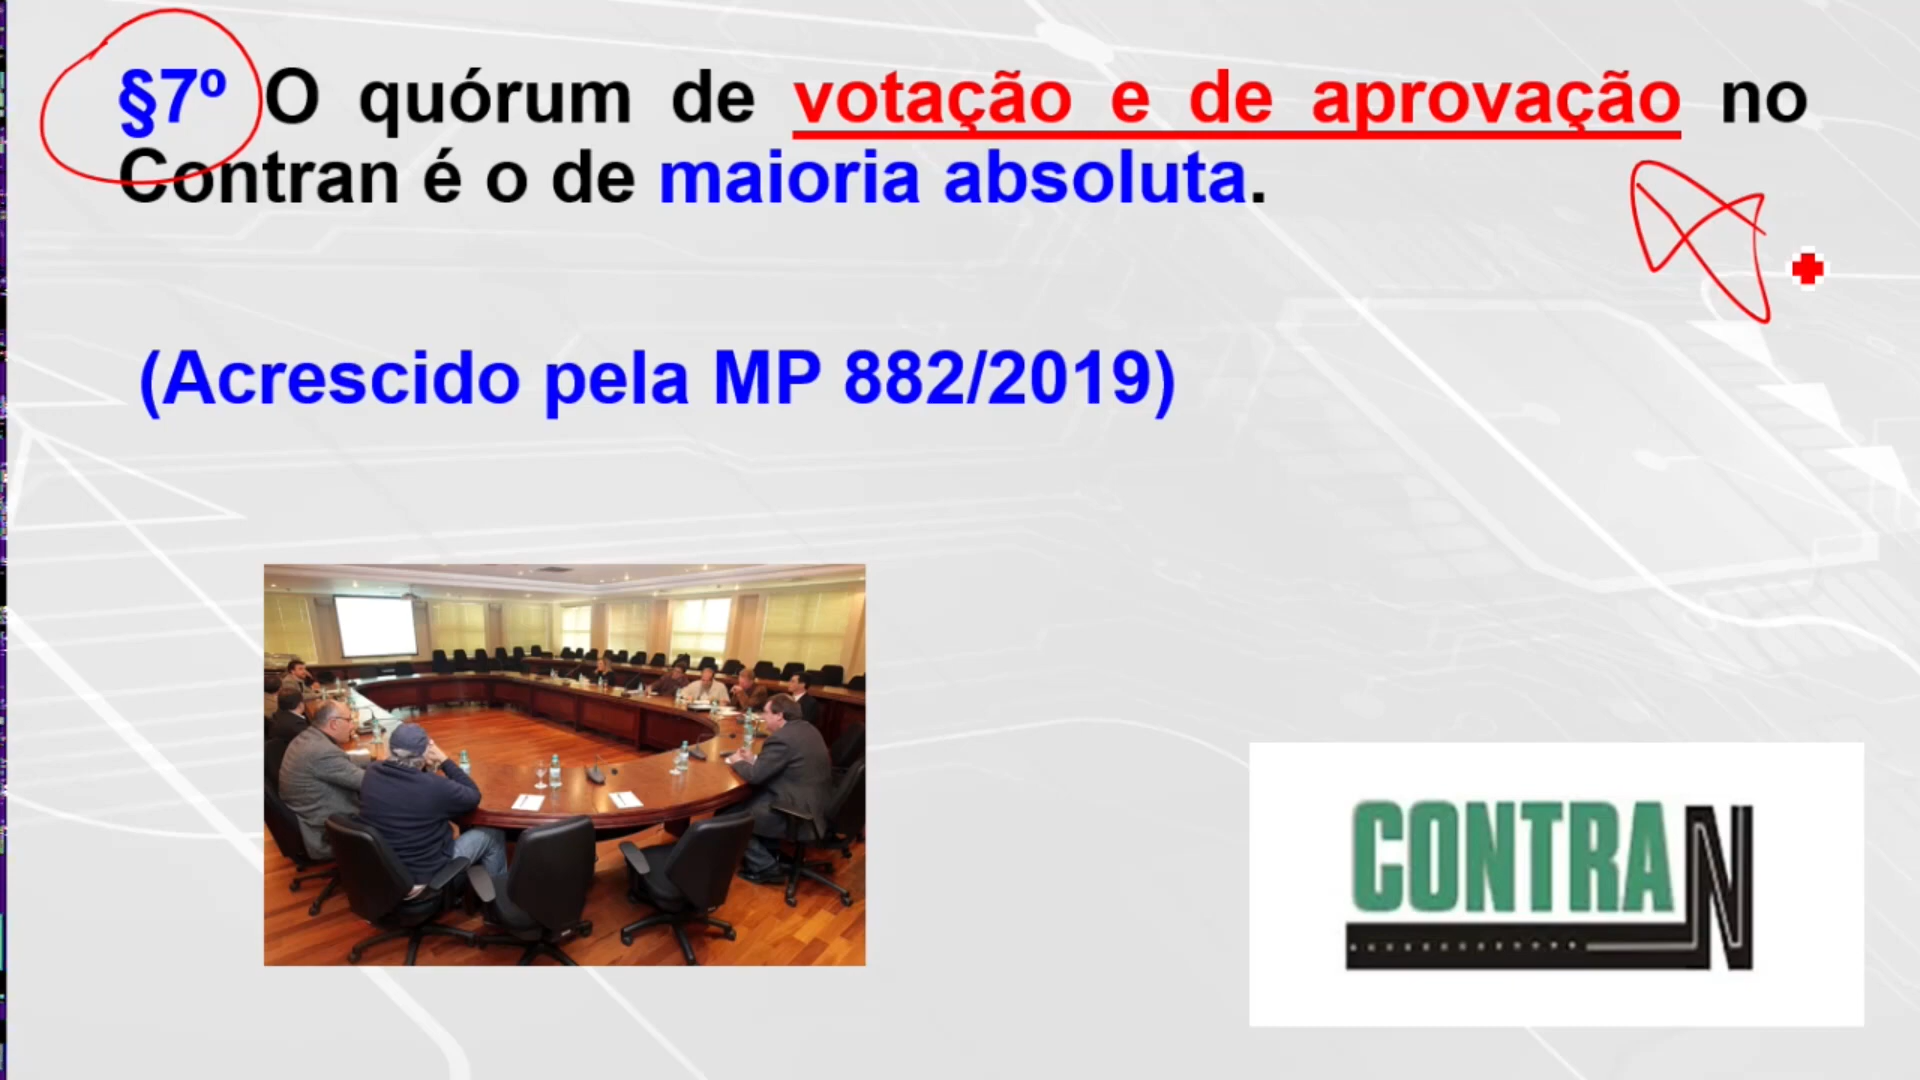 §7º O quórum de votação e de aprovação no
Contran é o de maioria absoluta.
(Acrescido pela MP 882/2019)
CONTRAN